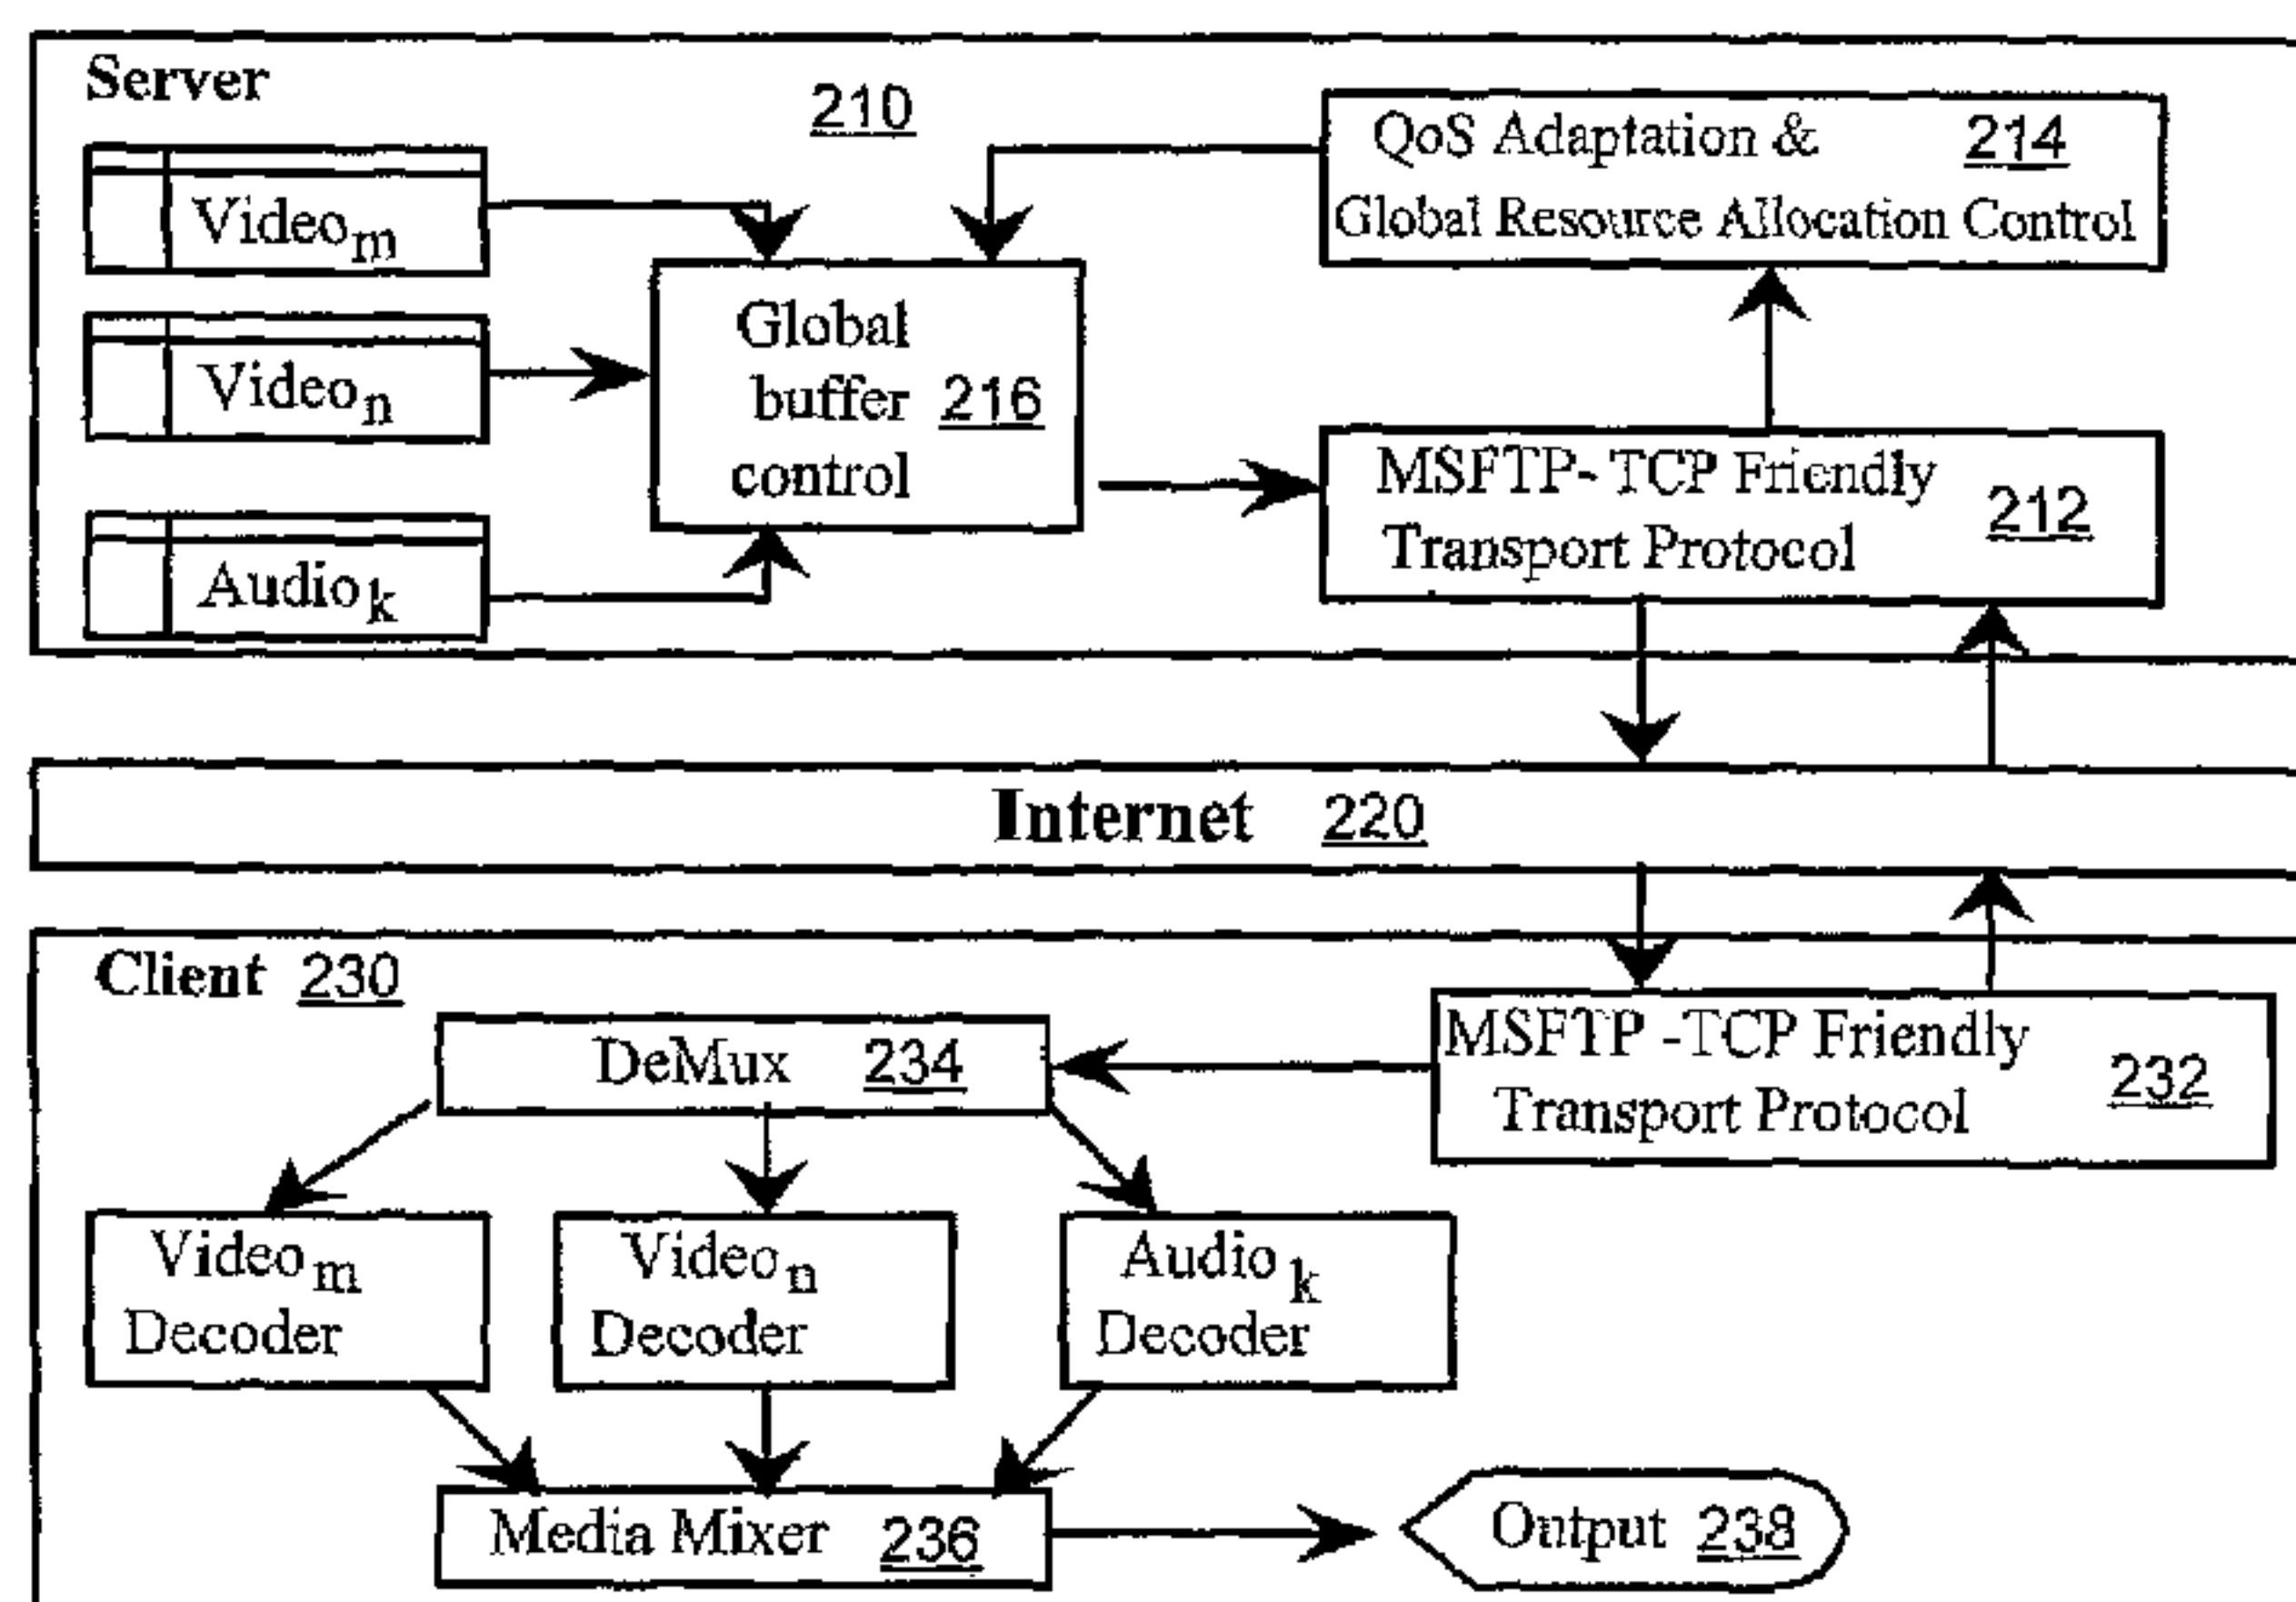 Server
210
QoS Adaptation & 214
Global Resource Allocation Control
Videom
Videon
Audiok
Global
buffer 216
control
MSFTP- TCP Friendly
Transport Protocol 212
Internet 220
Client 230
DeMux 234
MSFTP -TCP Friendly
Transport Protocol 232
Videom
Decoder
Videon
Decoder
Audio k
Decoder
Media Mixer 236
Output 238